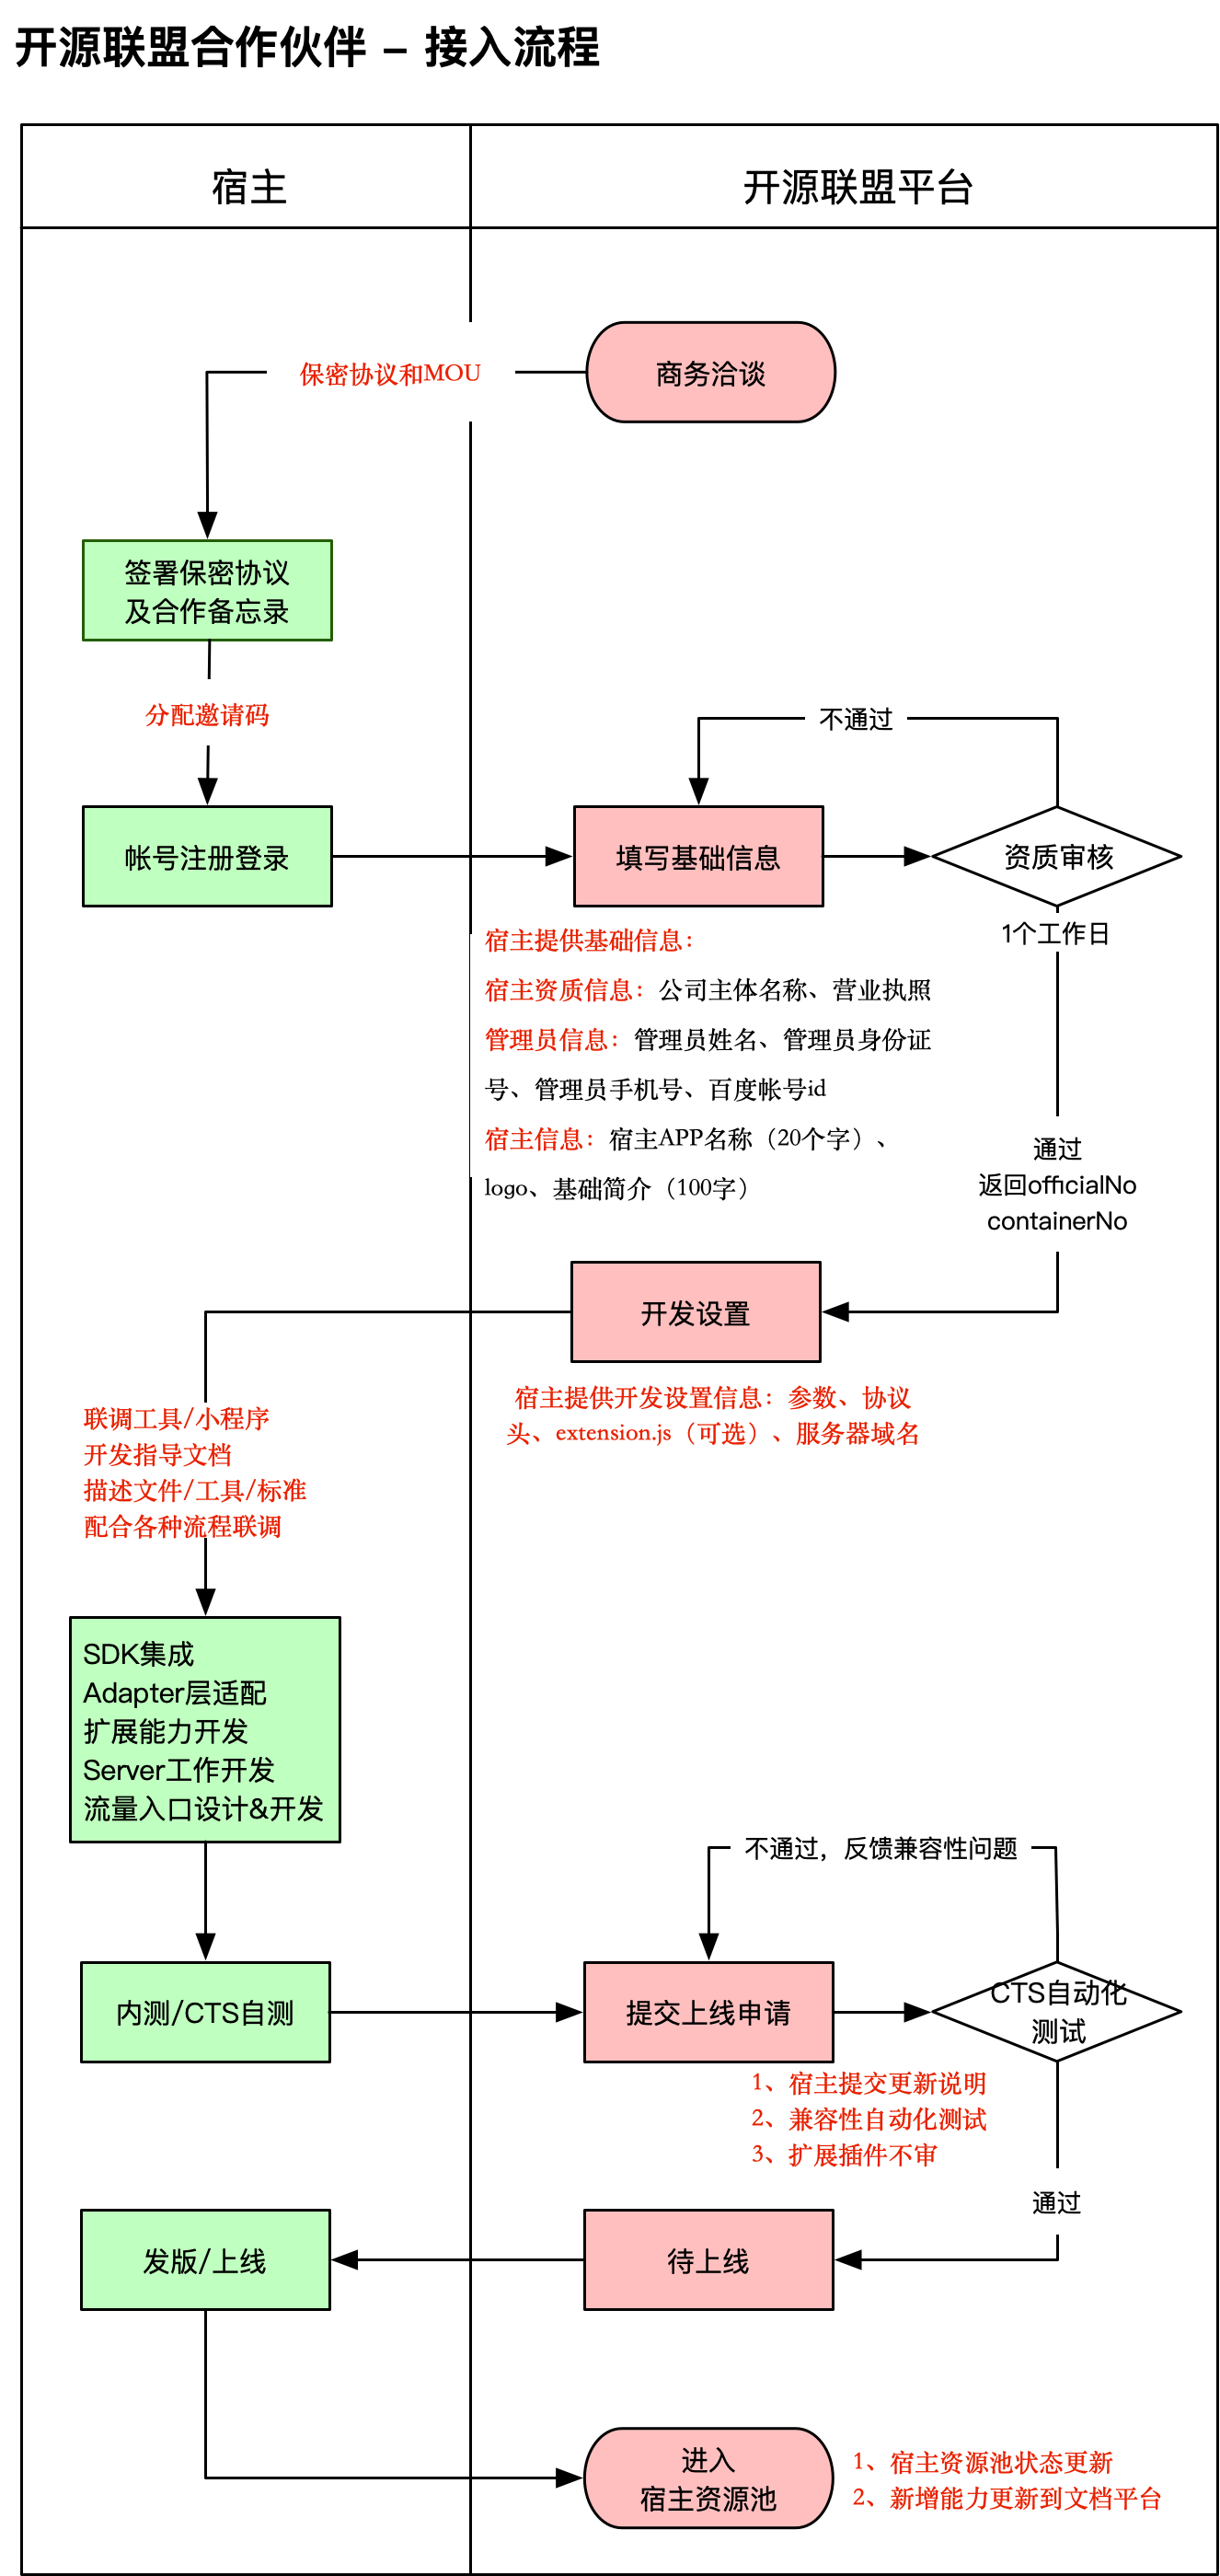 开源联盟合作伙伴 – 接入流程
宿主
开源联盟平台
商务洽谈
保密协议和MOU
签署保密协议
及合作备忘录
分配邀请码
不通过
帐号注册登录
填写基础信息
资质审核
1个工作日
宿主提供基础信息：
宿主资质信息：公司主体名称、营业执照
管理员信息：管理员姓名、管理员身份证
号、管理员手机号、百度帐号id
宿主信息：宿主APP名称（20个字）、
logo、基础简介（100字）
通过
返回officialNo
containerNo
开发设置
宿主提供开发设置信息：参数、协议
头、extension.js（可选）、服务器域名
联调工具/小程序
开发指导文档
描述文件/工具/标准
配合各种流程联调
SDK集成
Adapter层适配
扩展能力开发
Server工作开发
流量入口设计&开发
不通过，反馈兼容性问题
内测/CTS自测
提交上线申请
CTS自动化
测试
1、宿主提交更新说明
2、兼容性自动化测试
3、扩展插件不审
通过
发版/上线
待上线
进入
宿主资源池
1、宿主资源池状态更新
2、新增能力更新到文档平台